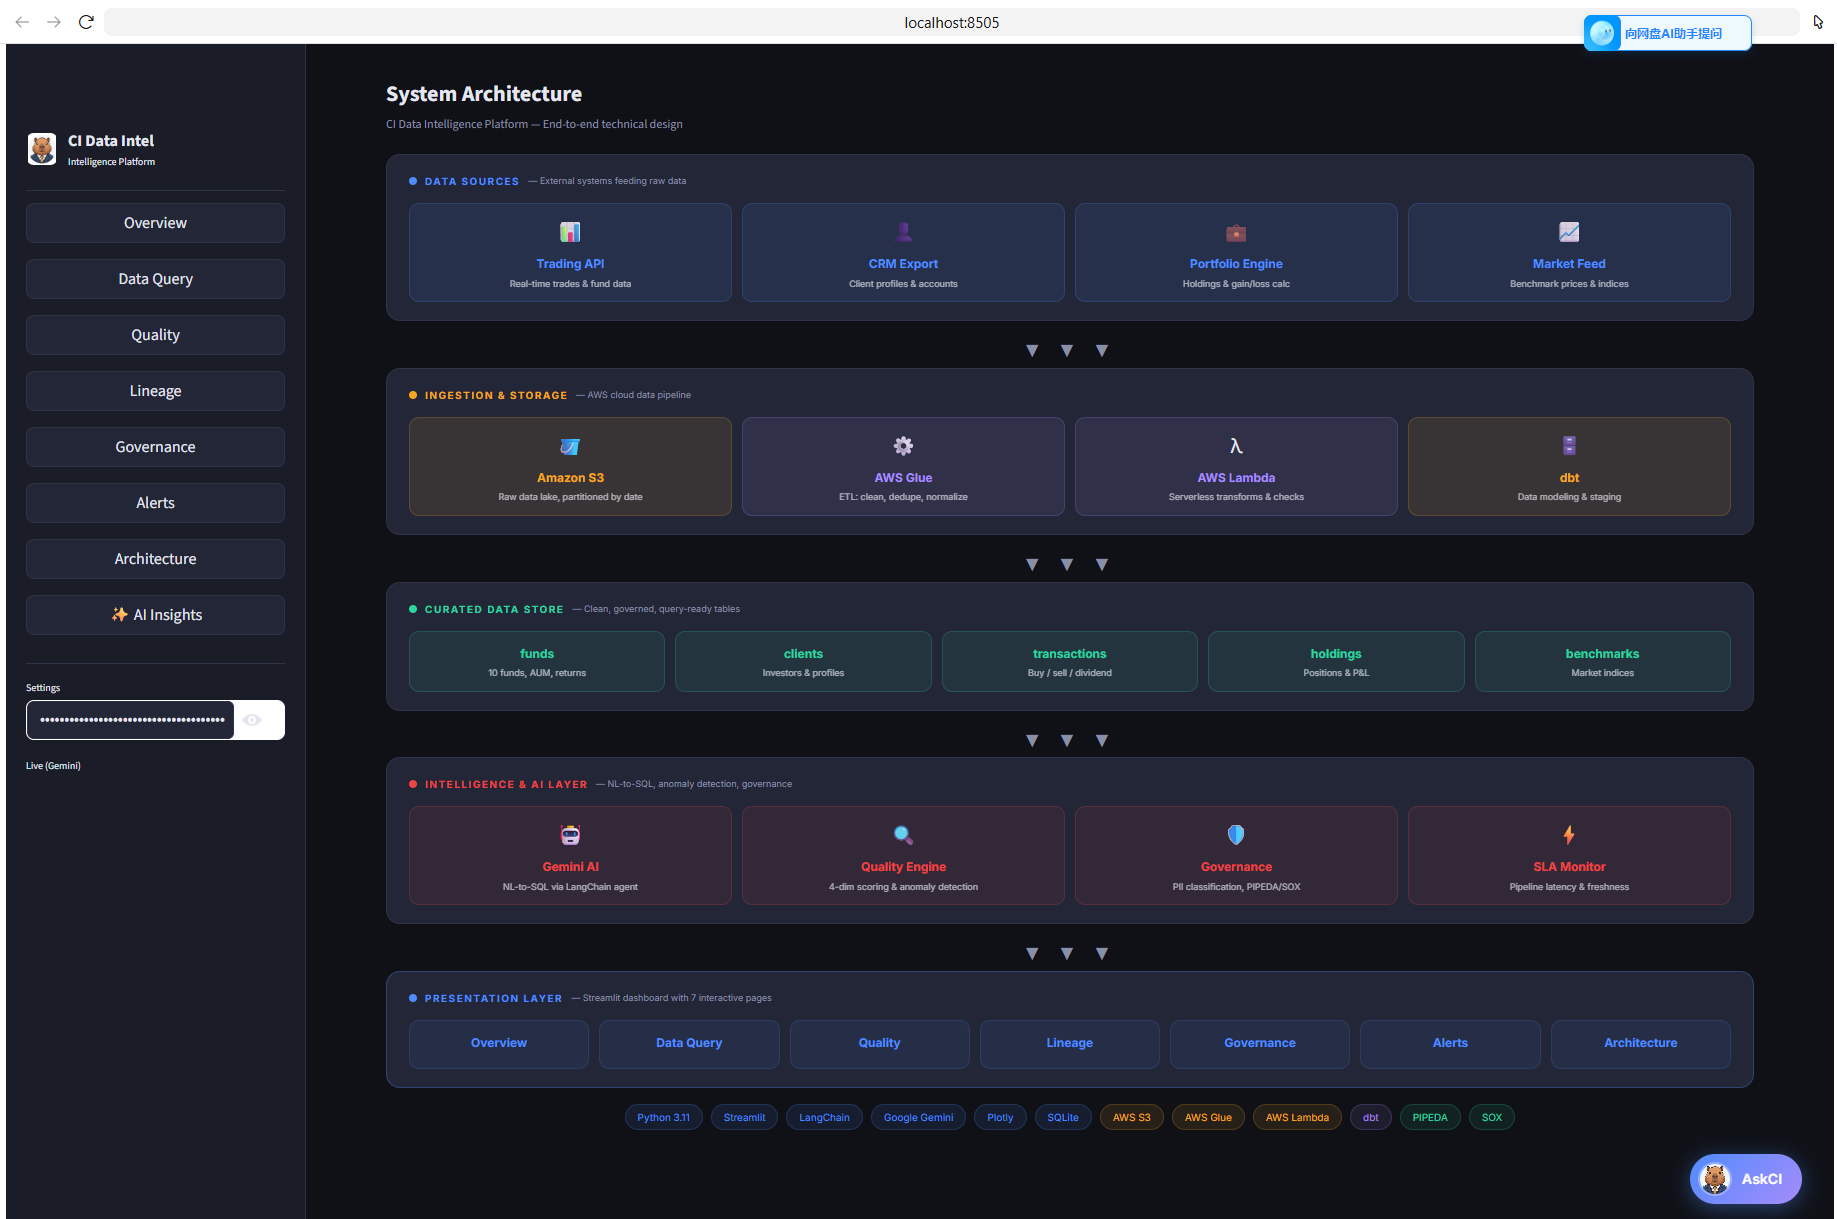 localhost:8505
向网盘AI助手提问
CI Data Intel
Intelligence Platform
Overview
Data Query
Quality
Lineage
Governance
Alerts
Architecture
✨ AI Insights
Settings
Live (Gemini)
System Architecture
CI Data Intelligence Platform — End-to-end technical design
DATA SOURCES — External systems feeding raw data
Trading API
Real-time trades & fund data
CRM Export
Client profiles & accounts
Portfolio Engine
Holdings & gain/loss calc
Market Feed
Benchmark prices & indices
▼ ▼ ▼
INGESTION & STORAGE — AWS cloud data pipeline
Amazon S3
Raw data lake, partitioned by date
AWS Glue
ETL: clean, dedupe, normalize
λ
AWS Lambda
Serverless transforms & checks
dbt
Data modeling & staging
▼ ▼ ▼
CURATED DATA STORE — Clean, governed, query-ready tables
funds
10 funds, AUM, returns
clients
Investors & profiles
transactions
Buy / sell / dividend
holdings
Positions & P&L
benchmarks
Market indices
▼ ▼ ▼
INTELLIGENCE & AI LAYER — NL-to-SQL, anomaly detection, governance
Gemini AI
NL-to-SQL via LangChain agent
Quality Engine
4-dim scoring & anomaly detection
Governance
PII classification, PIPEDA/SOX
SLA Monitor
Pipeline latency & freshness
▼ ▼ ▼
PRESENTATION LAYER — Streamlit dashboard with 7 interactive pages
Overview
Data Query
Quality
Lineage
Governance
Alerts
Architecture
Python 3.11
Streamlit
LangChain
Google Gemini
Plotly
SQLite
AWS S3
AWS Glue
AWS Lambda
dbt
PIPEDA
SOX
AskCI